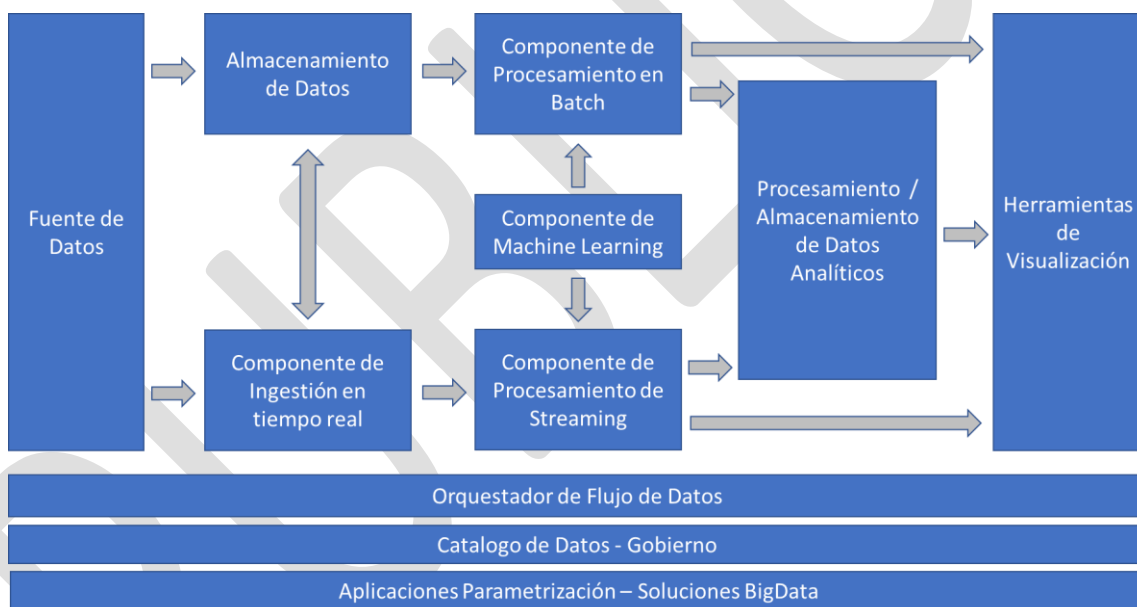 Fuente de
Datos
Almacenamiento
de Datos
Componente de
Ingestión en
tiempo real
Componente de
Procesamiento en
Batch
Componente de
Machine Learning
Componente de
Procesamiento de
Streaming
Procesamiento /
Almacenamiento
de Datos
Analíticos
Herramientas
de
Visualización
Orquestador de Flujo de Datos
Catalogo de Datos - Gobierno
Aplicaciones Parametrización – Soluciones BigData